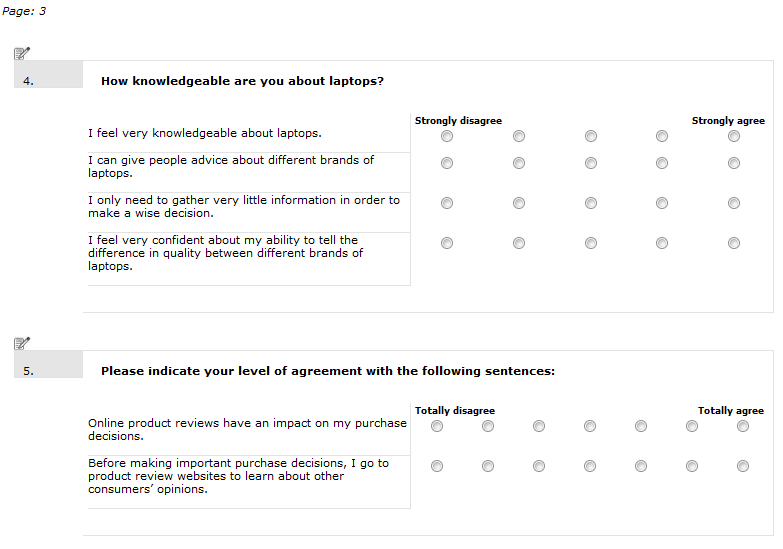 Page: 3
4.
How knowledgeable are you about laptops?
Strongly disagree
Strongly agree
I feel very knowledgeable about laptops.
I can give people advice about different brands of
laptops.
I only need to gather very little information in order to
make a wise decision.
I feel very confident about my ability to tell the
difference in quality between different brands of
laptops.
5.
Please indicate your level of agreement with the following sentences:
Totally disagree
Totally agree
Online product reviews have an impact on my purchase
decisions.
Before making important purchase decisions, I go to
product review websites to learn about other
consumers’ opinions.